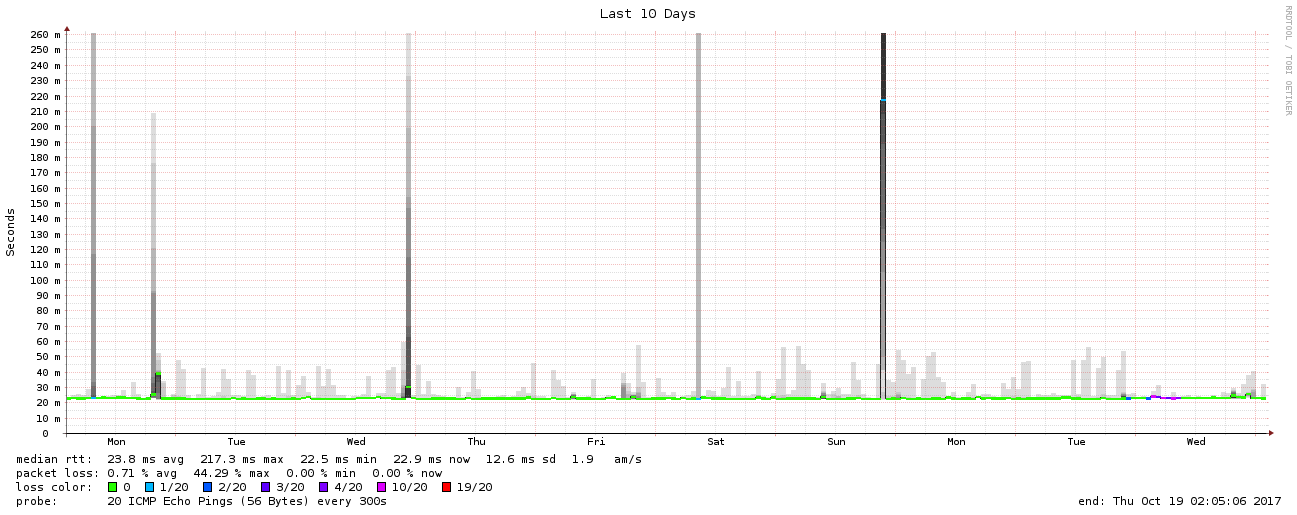 Last 10 Days
RRDTOOL / TOBI OETIKER
Seconds
260 m
250 m
240 m
230 m
220 m
210 m
200 m
190 m
180 m
170 m
160 m
150 m
140 m
130 m
120 m
110 m
100 m
90 m
80 m
70 m
60 m
50 m
40 m
30 m
20 m
10 m
0
Mon Tue Wed Thu Fri Sat Sun Mon Tue Wed
median rtt: 23.8 ms avg 217.3 ms max 22.5 ms min 22.9 ms now 12.6 ms sd 1.9 am/s
packet loss: 0.71 % avg 44.29 % max 0.00 % min 0.00 % now
loss color: 0 1/20 2/20 3/20 4/20 10/20 19/20
probe: 20 ICMP Echo Pings (56 Bytes) every 300s end: Thu Oct 19 02:05:06 2017